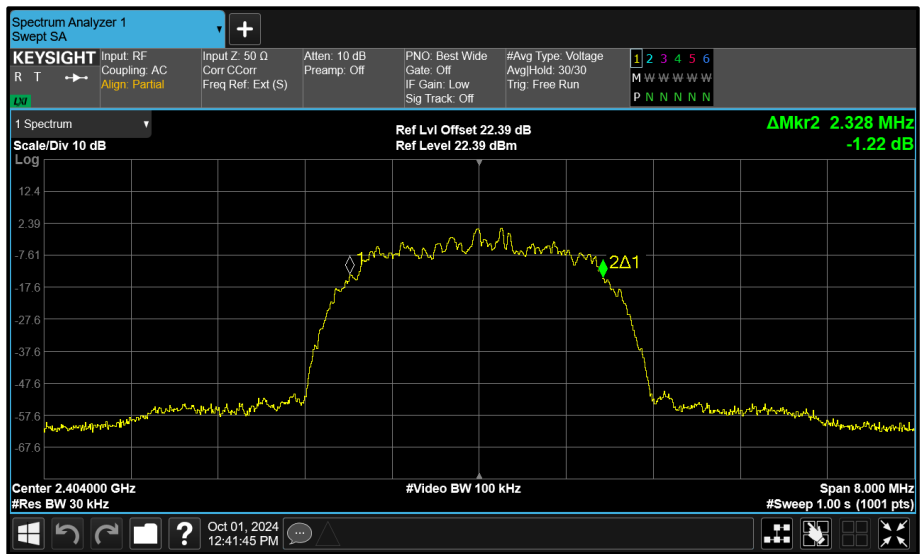 Spectrum Analyzer 1
Swept SA
KEYSIGHT
R T
LXI
Input: RF
Coupling: AC
Align: Partial
Input Z: 50 Ω
Corr CCorr
Freq Ref: Ext (S)
Atten: 10 dB
Preamp: Off
PNO: Best Wide
Gate: Off
IF Gain: Low
Sig Track: Off
#Avg Type: Voltage
Avg|Hold: 30/30
Trig: Free Run
1 2 3 4 5 6
M W W W W W
P N N N N N
1 Spectrum
Scale/Div 10 dB
Ref Lvl Offset 22.39 dB
Ref Level 22.39 dBm
ΔMkr2 2.328 MHz
-1.22 dB
Log
12.4
2.39
-7.61
-17.6
-27.6
-37.6
-47.6
-57.6
-67.6
1
2Δ1
Center 2.404000 GHz
#Res BW 30 kHz
#Video BW 100 kHz
Span 8.000 MHz
#Sweep 1.00 s (1001 pts)
?
Oct 01, 2024
12:41:45 PM